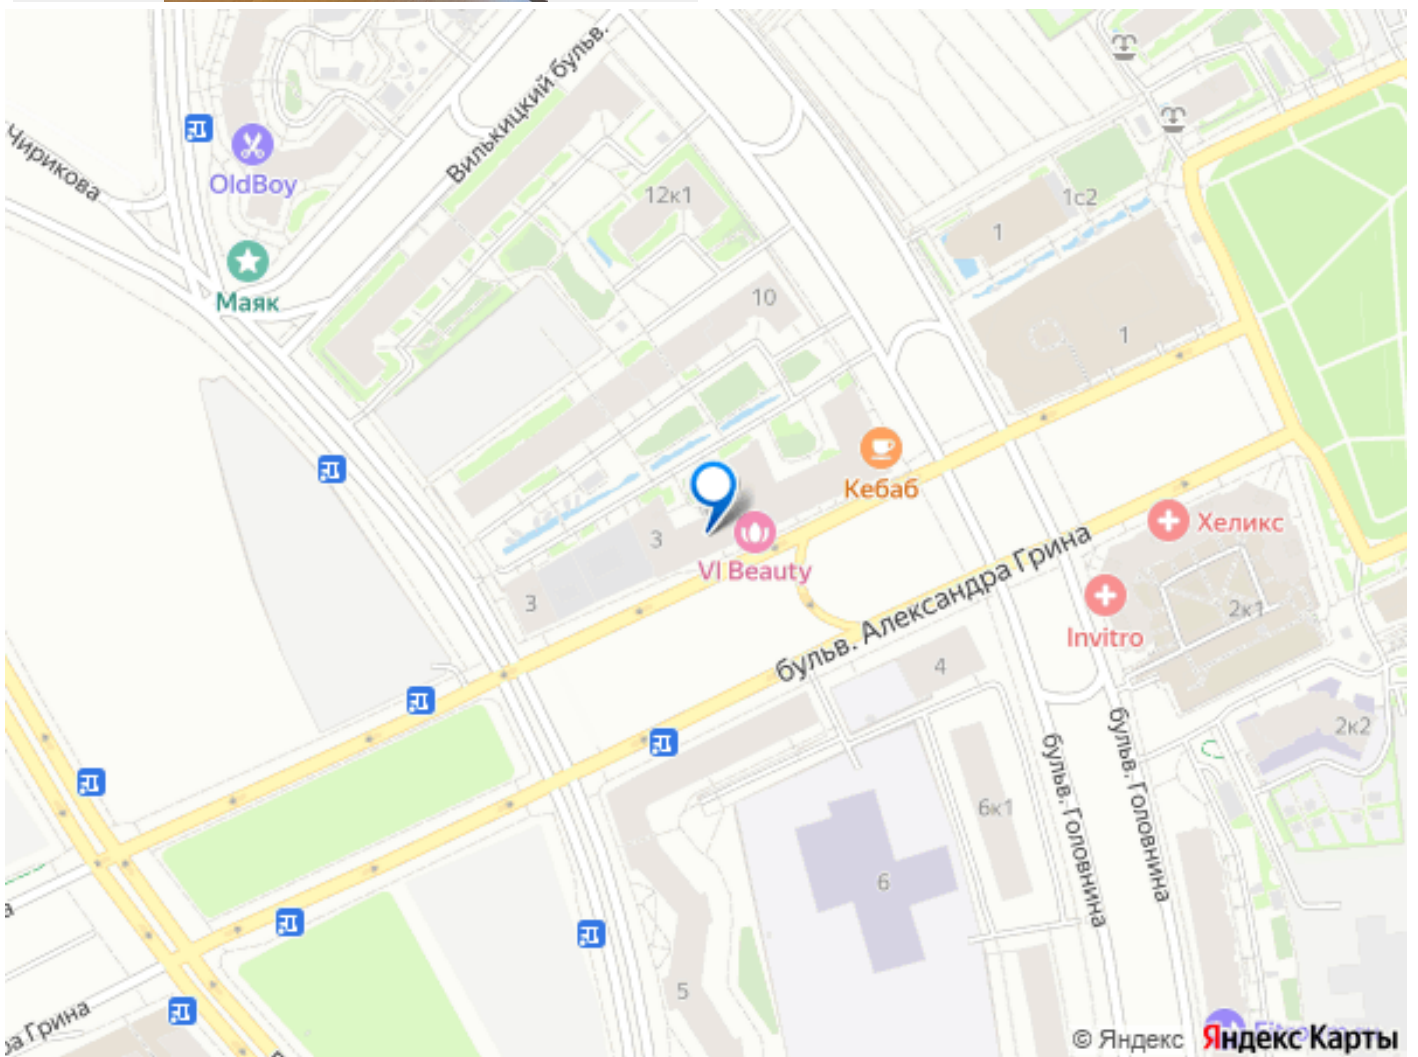 Вилькицкий бульв.
Чирикова
OldBoy
12к1
1с2
1
Маяк
10
1
Кебаб
3
VI Beauty
Хеликс
бульв. Александра Грина
3
Invitro
2к1
4
2к2
бульв. Головнина
бульв. Головнина
6к1
6
5
ра Грина
© Яндекс Яндекс Карты